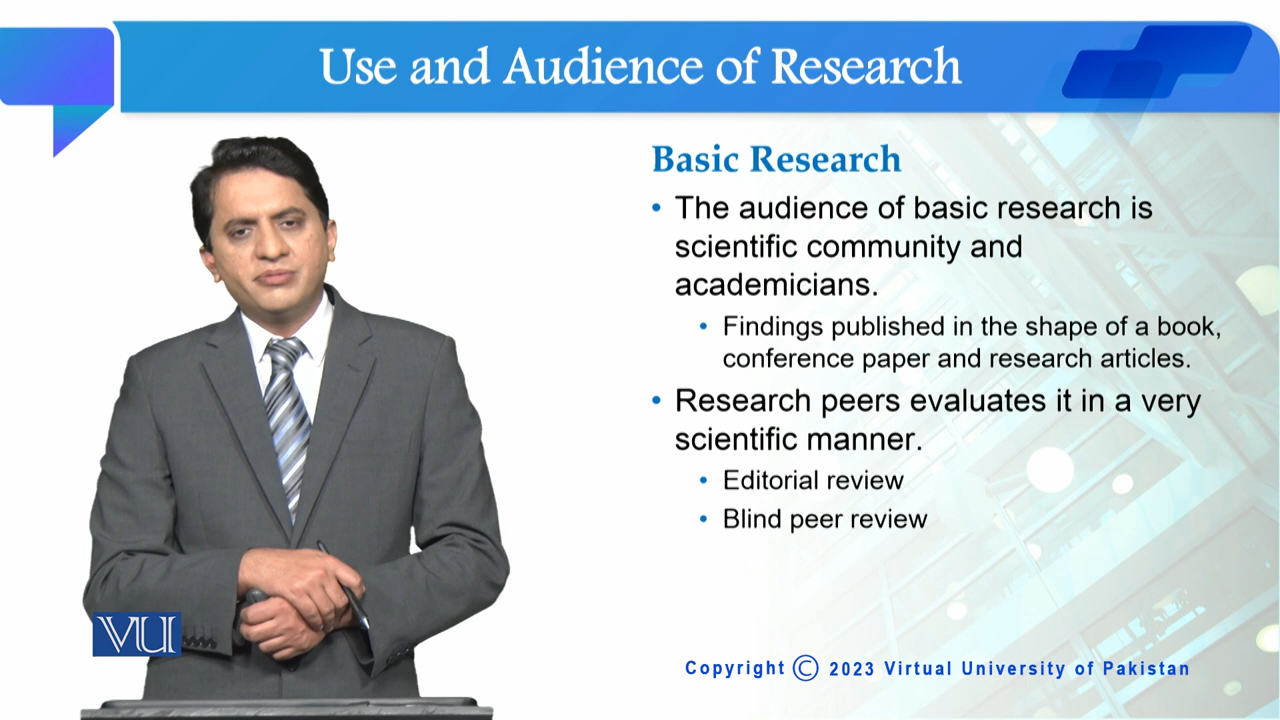 Use and Audience of Research
Basic Research
• The audience of basic research is
scientific community and
academicians.
• Findings published in the shape of a book,
conference paper and research articles.
• Research peers evaluates it in a very
scientific manner.
• Editorial review
• Blind peer review
VU
Copyright © 2023 Virtual University of Pakistan